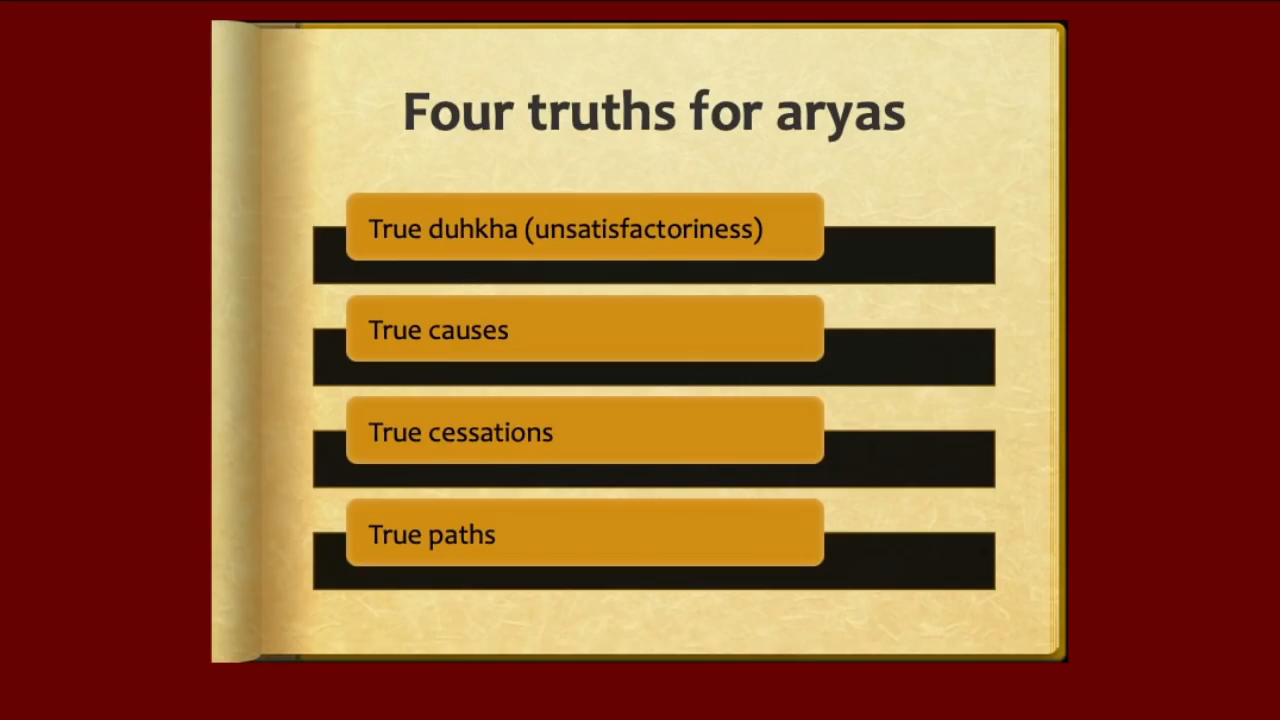 Four truths for aryas
True duhkha (unsatisfactoriness)
True causes
True cessations
True paths